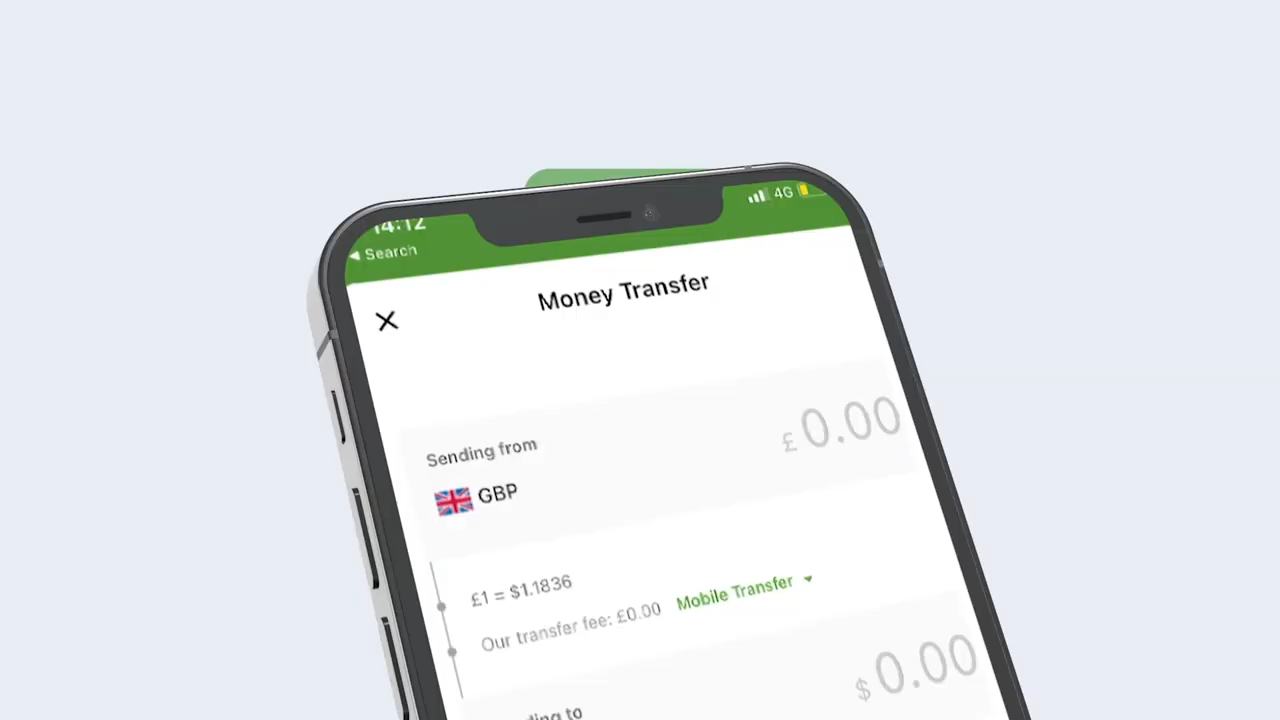 14:12
4G
Search
Money Transfer
Sending from
£0.00
GBP
£1 = $1.1836
Our transfer fee: £0.00 Mobile Transfer
$0.00
to